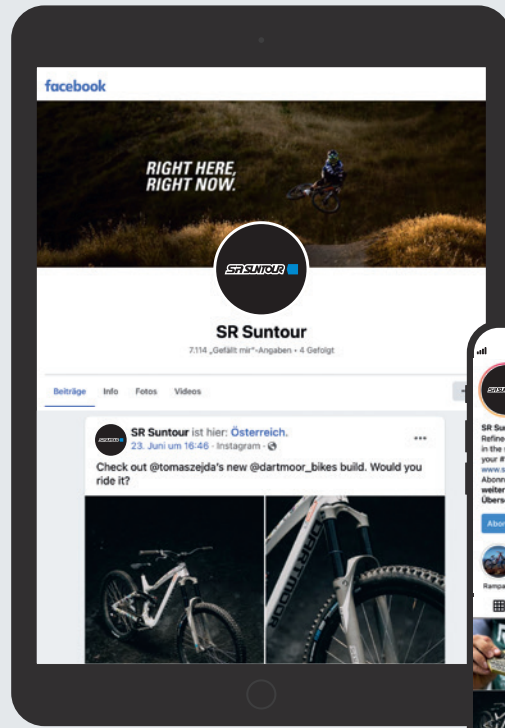 facebook
RIGHT HERE,
RIGHT NOW.
SR SUNTOUR
SR Suntour
7.114 „Gefällt mir“-Angaben • 4 Gefolgt
Beiträge Info Fotos Videos
SR Suntour ist hier: Österreich.
23. Juni um 16:46 · Instagram ·
Check out @tomaszejda's new @dartmoor_bikes build. Would you
ride it?
DARTMOOR
SR Sun
Refine
in the s
your #
www.s
Abonn
weiter
Übers
Abon
Rampa